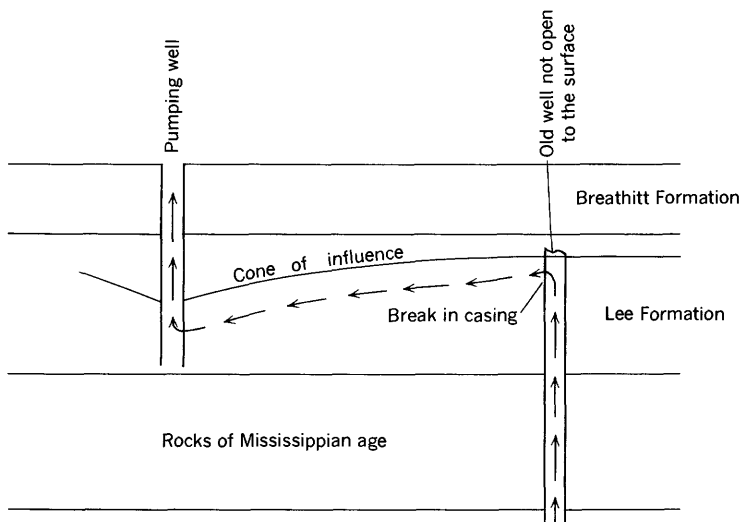 Pumping well
Old well not open
to the surface
Breathitt Formation
Cone of influence
Break in casing
Lee Formation
Rocks of Mississippian age